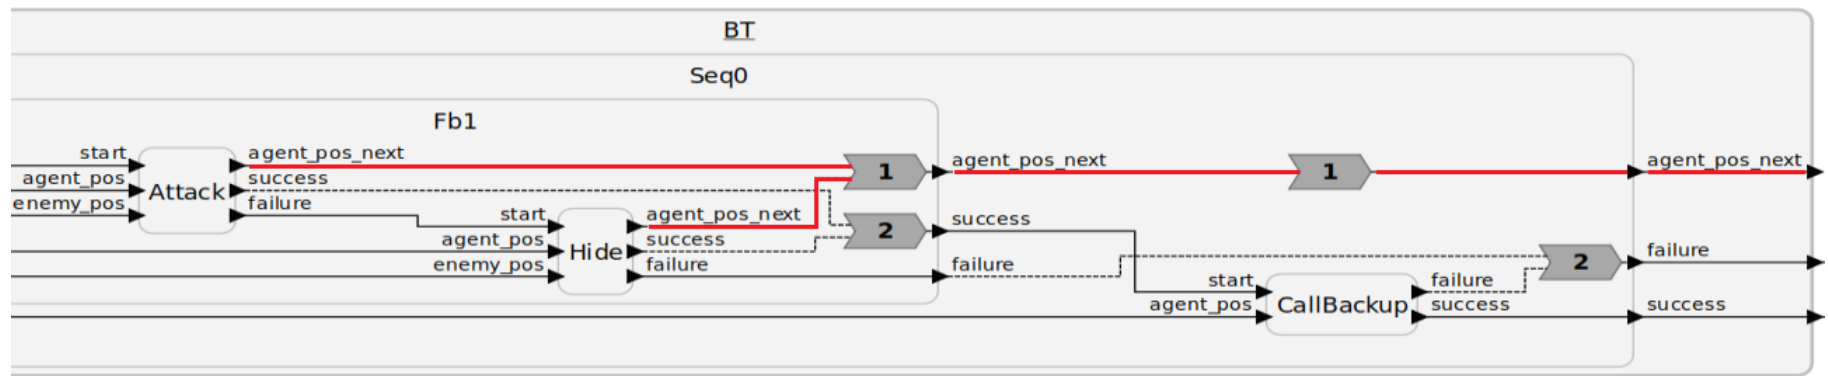 BT
Seq0
Fb1
start
agent_pos
enemy_pos
Attack
agent_pos_next
success
failure
start
agent_pos
enemy_pos
Hide
agent_pos_next
success
failure
1
2
agent_pos_next
success
failure
1
start
agent_pos
CallBackup
failure
success
2
agent_pos_next
failure
success